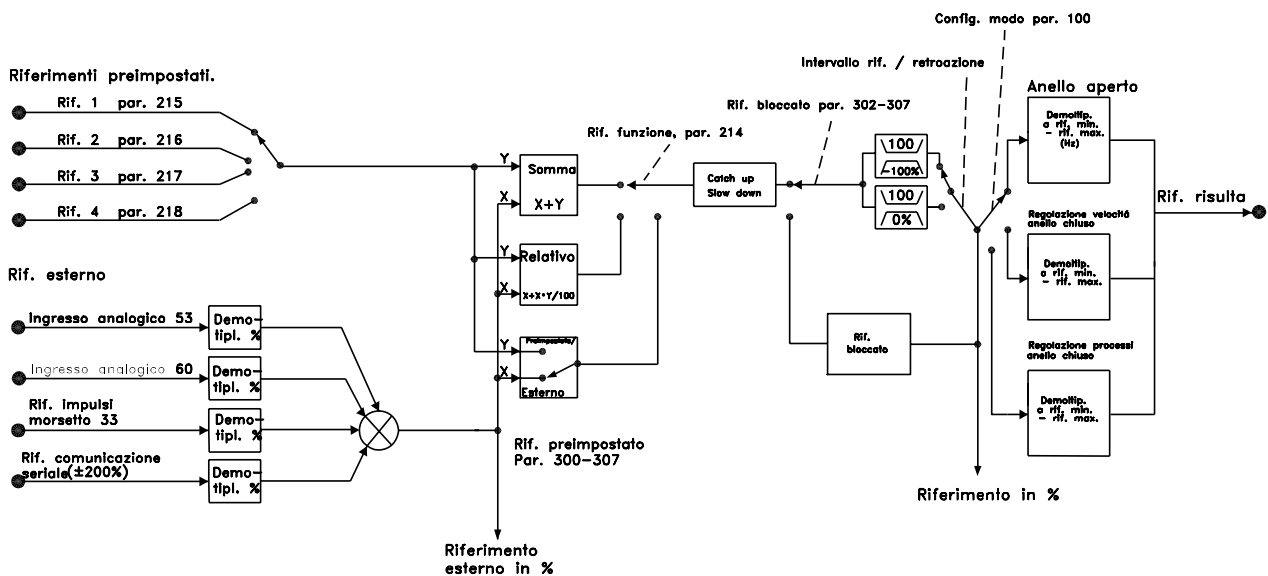 Config. modo par. 100
Intervallo rif. / retroazione
Riferimenti preimpostati.
Rif. 1 par. 215
Rif. 2 par. 216
Rif. 3 par. 217
Rif. 4 par. 218
Rif. funzione, par. 214
Rif. bloccato par. 302-307
Anello aperto
Demoltip.
a rif. min.
- rif. max.
(Hz)
100
-100%
100
0%
Y
Somma
X
X+Y
Catch up
Slow down
Rif. risulta
Regolazione velocità
anello chiuso
Demoltip.
a rif. min.
- rif. max.
Y
Relativo
X
X+X*Y/100
Rif. esterno
Ingresso analogico 53
Demo-
tipl. %
Ingresso analogico 60
Demo-
tipl. %
Rif. impulsi
morsetto 33
Demo-
tipl. %
Rif. comunicazione
seriale(±200%)
Demo-
tipl. %
Preimpostato/
Y
X
Esterno
Rif.
bloccato
Regolazione processi
anello chiuso
Demoltip.
a rif. min.
- rif. max.
Rif. preimpostato
Par. 300-307
Riferimento in %
Riferimento
esterno in %